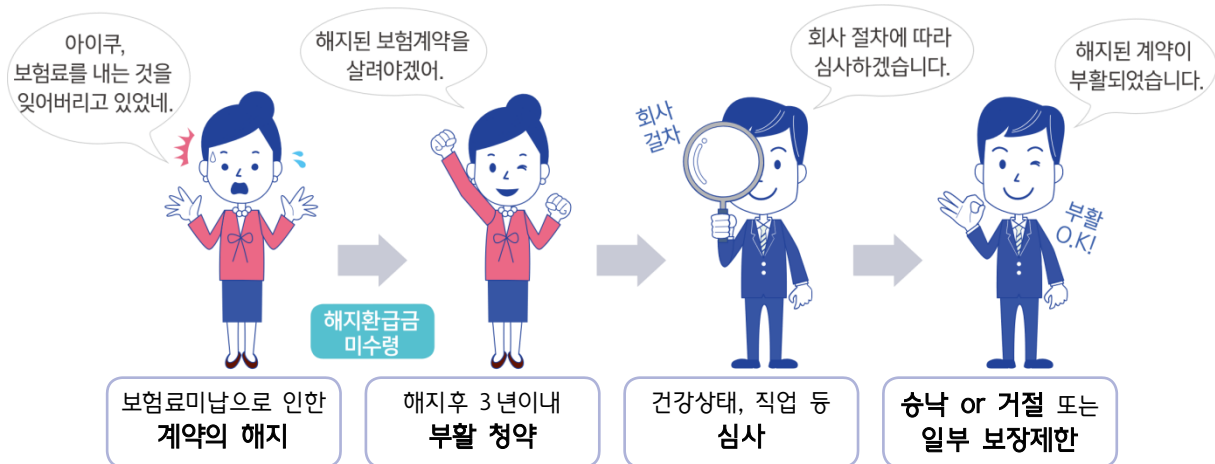 아이쿠,
보험료를 내는 것을
잊어버리고 있었네.
해지된 보험계약을
살려야겠어.
회사 절차에 따라
심사하겠습니다.
해지된 계약이
부활되었습니다.
회사
걸차
부활
O.K!
해지환급금
미수령
보험료미납으로 인한
계약의 해지
해지후 3년이내
부활 청약
건강상태, 직업 등
심사
승낙 or 거절 또는
일부 보장제한